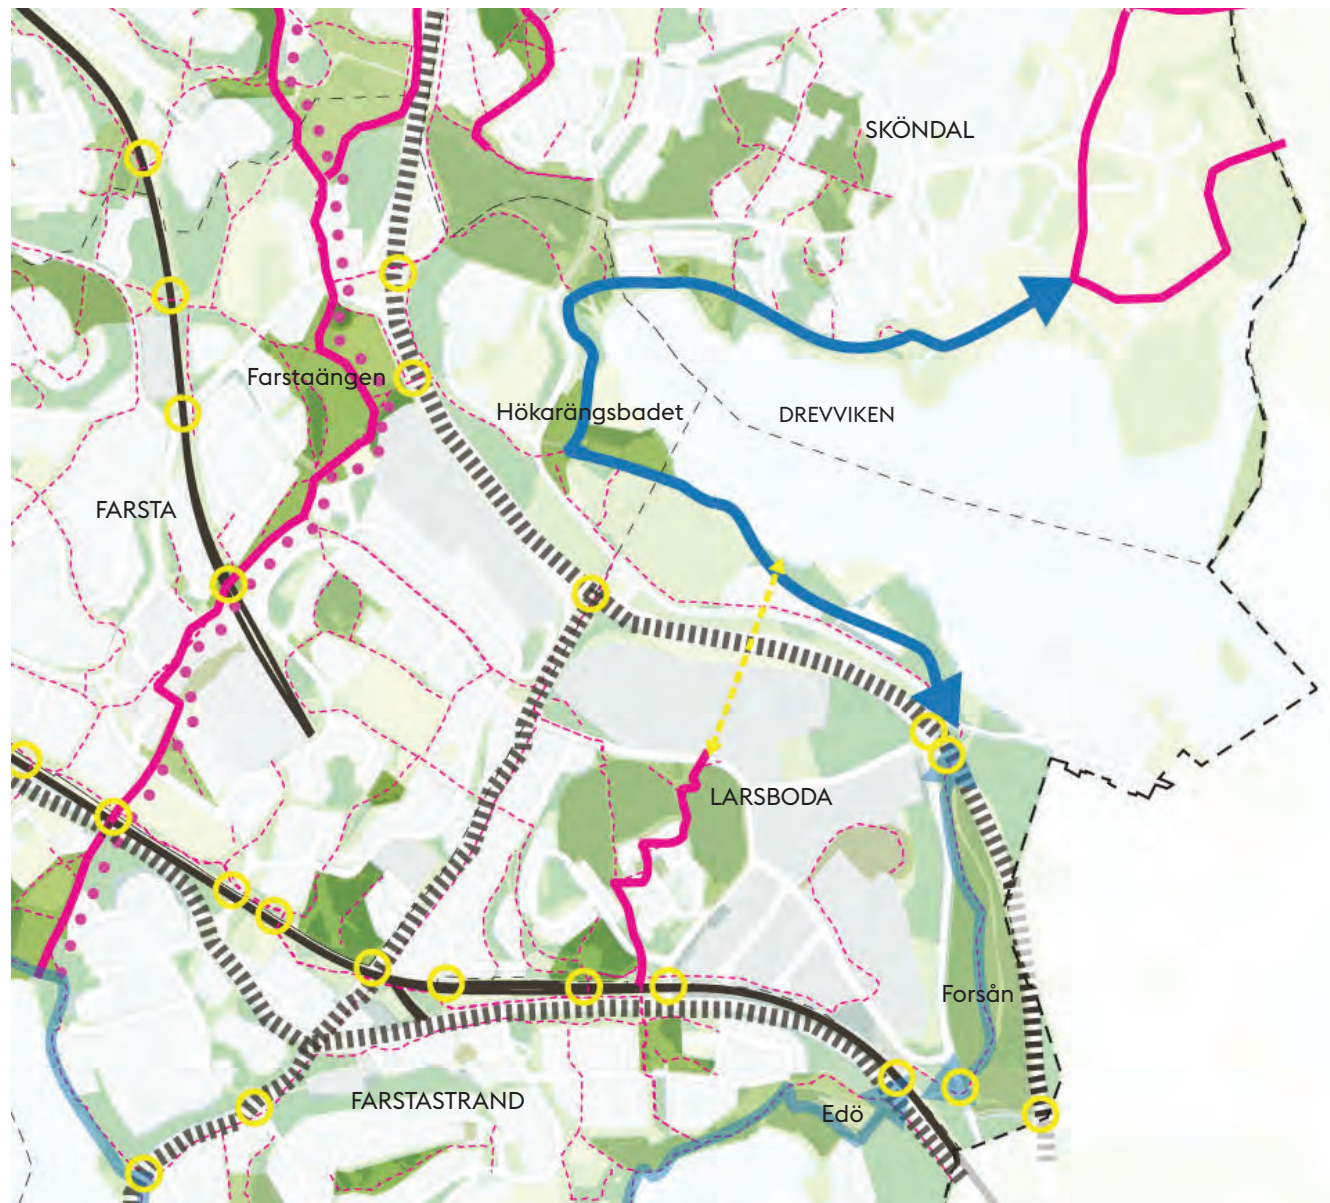 SKÖNDAL
Farstaängen
Hökarängsbadet
DREVVIKEN
FARSTA
LARSBODA
Forsån
FARSTASTRAND
Edö